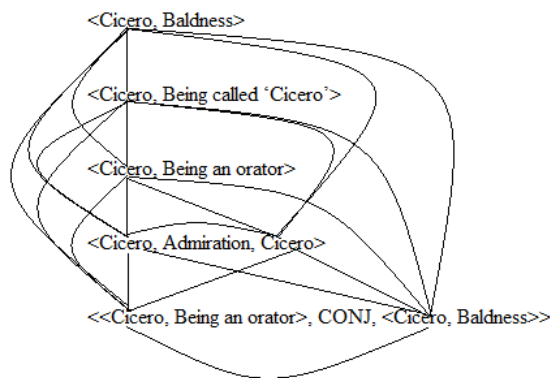 <Cicero, Baldness>
<Cicero, Being called ‘Cicero’>
<Cicero, Being an orator>
<Cicero, Admiration, Cicero>
<<Cicero, Being an orator>, CONJ, <Cicero, Baldness>>